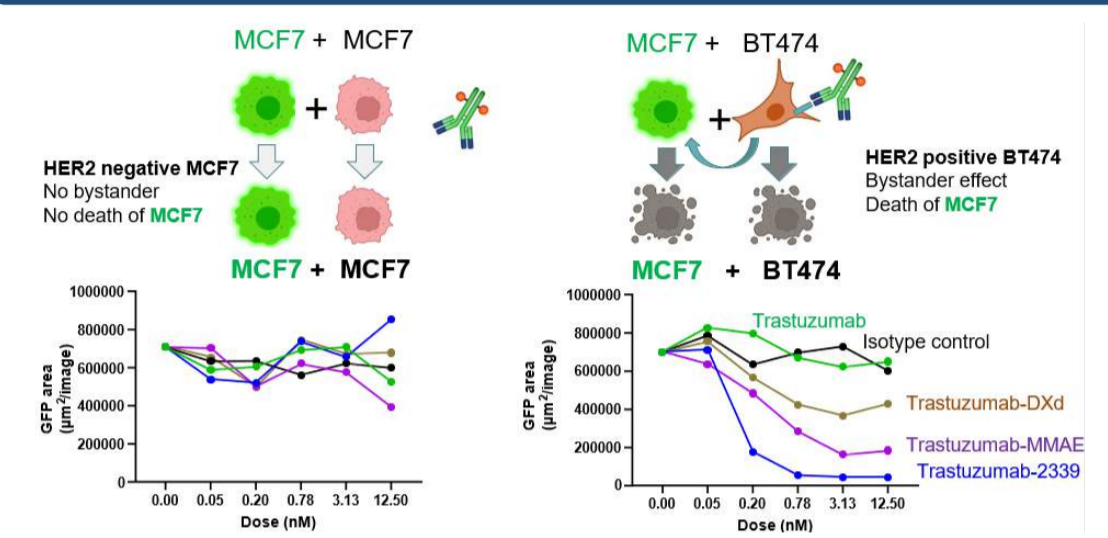 MCF7 + MCF7
HER2 negative MCF7
No bystander
No death of MCF7
MCF7 + MCF7
GFP area
(µm²/image)
1000000
800000
600000
400000
200000
0
0.00 0.05 0.20 0.78 3.13 12.50
Dose (nM)
MCF7 + BT474
HER2 positive BT474
Bystander effect
Death of MCF7
MCF7 + BT474
GFP area
(µm²/image)
1000000
800000
600000
400000
200000
0
Trastuzumab
Isotype control
Trastuzumab-DXd
Trastuzumab-MMAE
Trastuzumab-2339
0.00 0.05 0.20 0.78 3.13 12.50
Dose (nM)